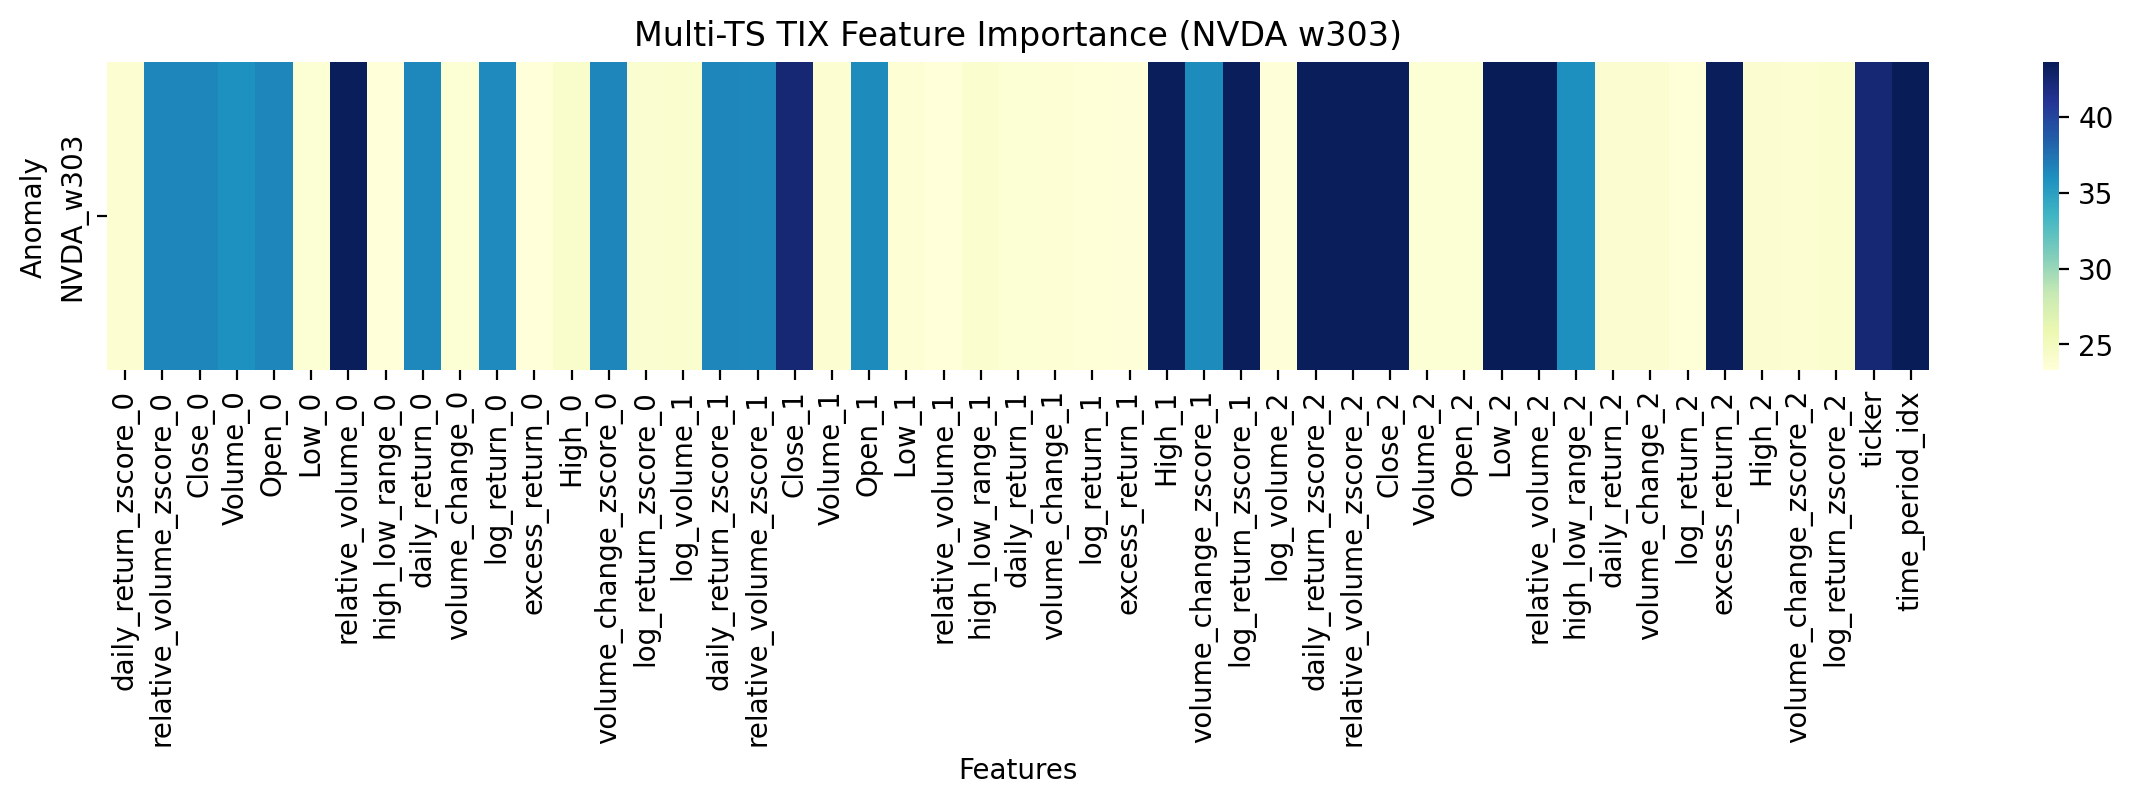 Multi-TS TIX Feature Importance (NVDA w303)
Anomaly
NVDA_w303
40
35
30
25
daily_return_zscore_0
relative_volume_zscore_0
Close_0
Volume_0
Open_0
Low_0
relative_volume_0
high_low_range_0
daily_return_0
volume_change_0
log_return_0
excess_return_0
High_0
volume_change_zscore_0
log_return_zscore_0
log_volume_1
daily_return_zscore_1
relative_volume_zscore_1
Close_1
Volume_1
Open_1
Low_1
relative_volume_1
high_low_range_1
daily_return_1
volume_change_1
log_return_1
excess_return_1
High_1
volume_change_zscore_1
log_return_zscore_1
log_volume_2
daily_return_zscore_2
relative_volume_zscore_2
Close_2
Volume_2
Open_2
Low_2
relative_volume_2
high_low_range_2
daily_return_2
volume_change_2
log_return_2
excess_return_2
High_2
volume_change_zscore_2
log_return_zscore_2
ticker
time_period_idx
Features